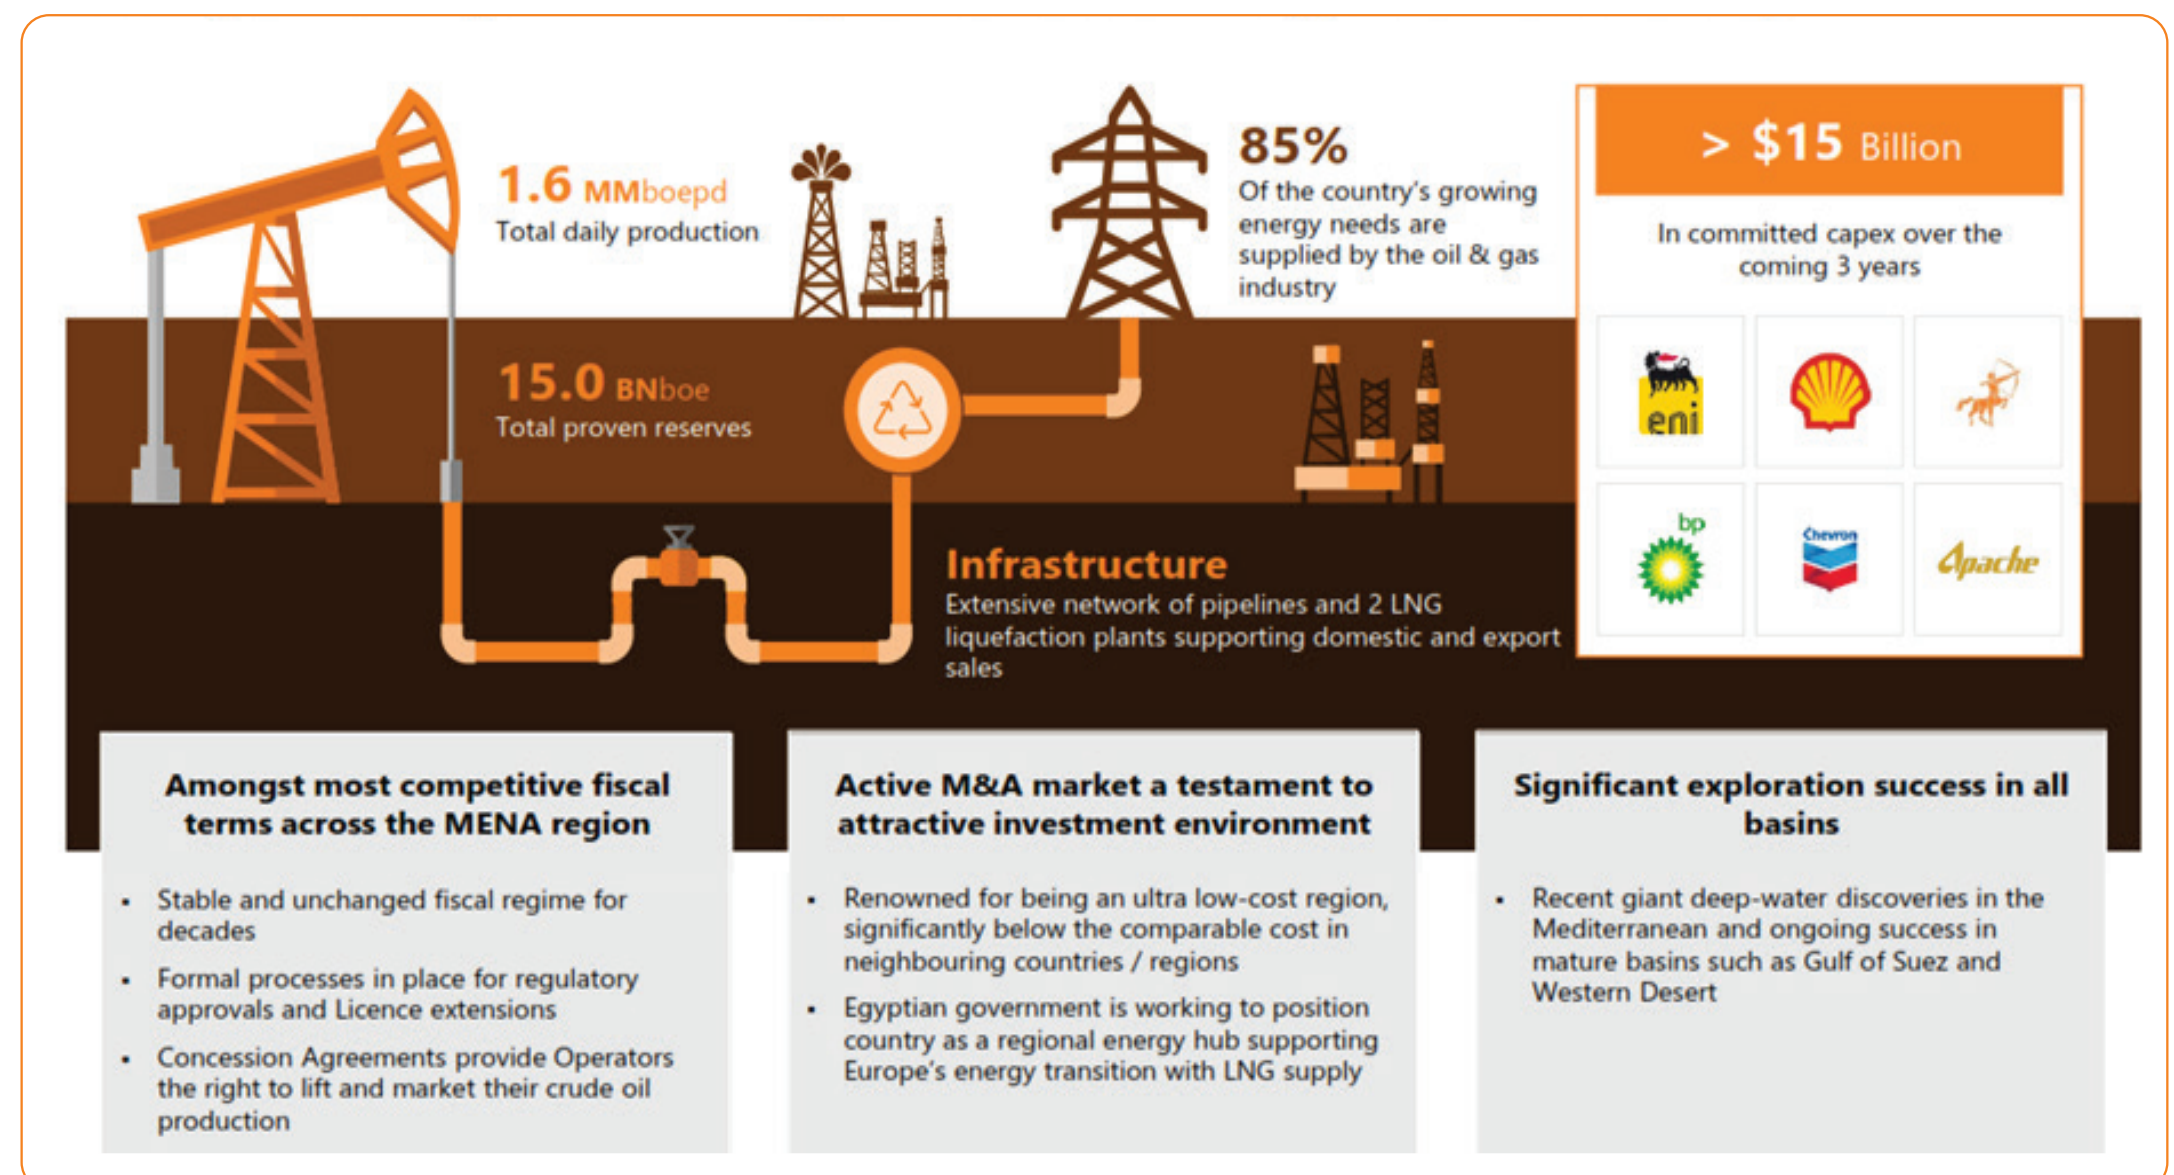 1.6 MMboepd
Total daily production
85%
Of the country's growing
energy needs are
supplied by the oil & gas
industry
> $15 Billion
In committed capex over the
coming 3 years
15.0 BNboe
Total proven reserves
eni
bp
Chevron
Apache
Infrastructure
Extensive network of pipelines and 2 LNG
liquefaction plants supporting domestic and export
sales
Amongst most competitive fiscal
terms across the MENA region
• Stable and unchanged fiscal regime for
decades
• Formal processes in place for regulatory
approvals and Licence extensions
• Concession Agreements provide Operators
the right to lift and market their crude oil
production
Active M&A market a testament to
attractive investment environment
• Renowned for being an ultra low-cost region,
significantly below the comparable cost in
neighbouring countries / regions
• Egyptian government is working to position
country as a regional energy hub supporting
Europe's energy transition with LNG supply
Significant exploration success in all
basins
• Recent giant deep-water discoveries in the
Mediterranean and ongoing success in
mature basins such as Gulf of Suez and
Western Desert